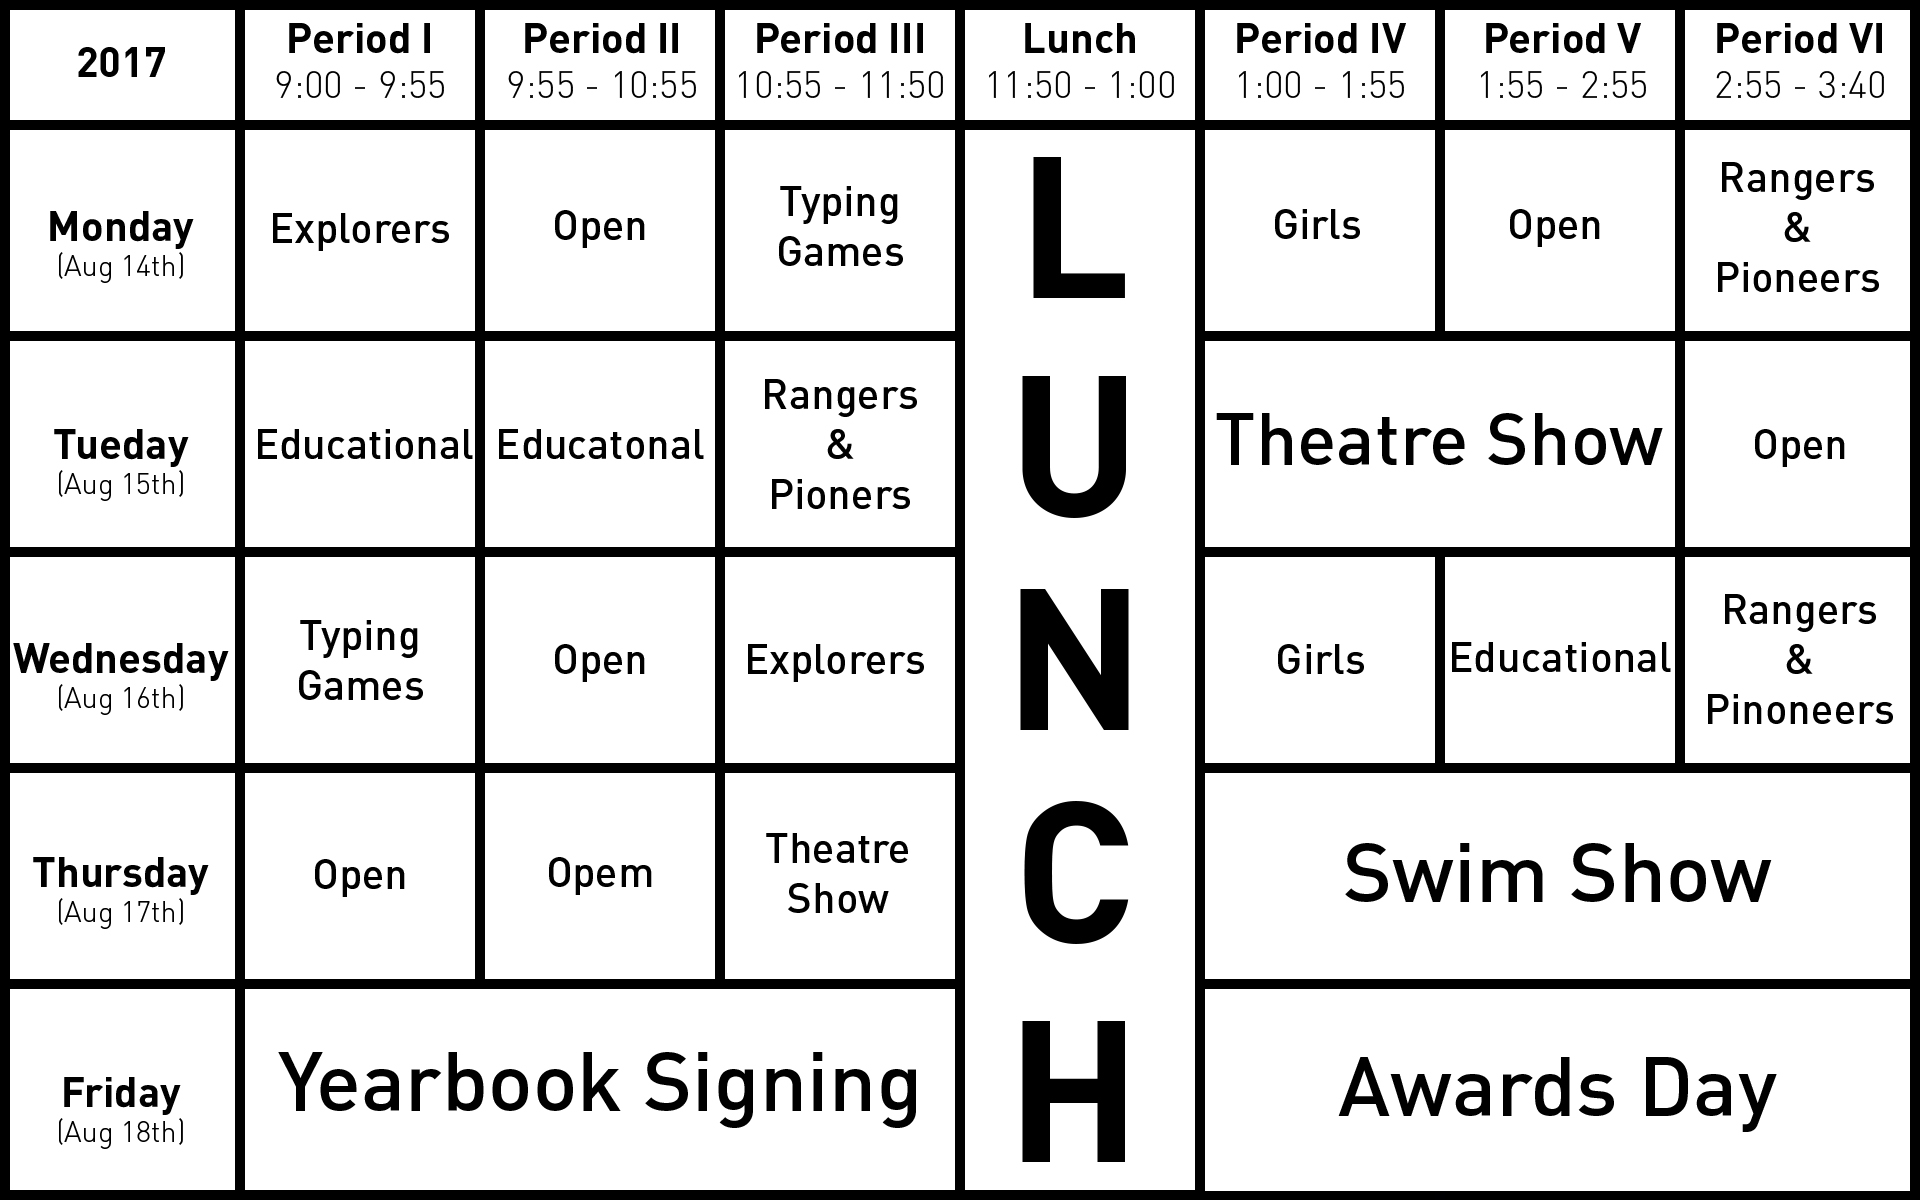 2017
Period I
9:00 - 9:55
Period II
9:55 - 10:55
Period III
10:55 - 11:50
Lunch
11:50 - 1:00
Period IV
1:00 - 1:55
Period V
1:55 - 2:55
Period VI
2:55 - 3:40
Monday
(Aug 14th)
Explorers
Open
Typing
Games
Girls
Open
Rangers
&
Pioneers
Tueday
(Aug 15th)
Educational
Educatonal
Rangers
&
Pioners
Theatre Show
Open
Wednesday
(Aug 16th)
Typing
Games
Open
Explorers
Girls
Educational
Rangers
&
Pinoneers
Thursday
(Aug 17th)
Open
Opem
Theatre
Show
Swim Show
Friday
(Aug 18th)
Yearbook Signing
L
U
N
C
H
Awards Day